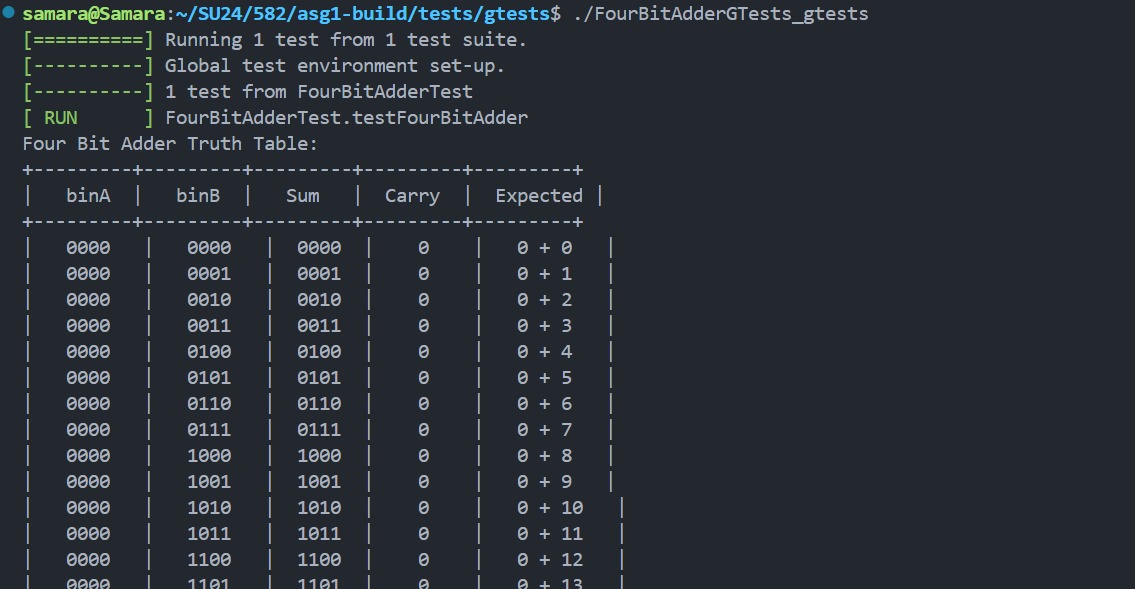 samara@Samara:~/SU24/582/asg1-build/tests/gtests$ ./FourBitAdderGTests_gtests
[==========] Running 1 test from 1 test suite.
[----------] Global test environment set-up.
[----------] 1 test from FourBitAdderTest
[ RUN      ] FourBitAdderTest.testFourBitAdder
Four Bit Adder Truth Table:
+---------+---------+---------+---------+---------+
|   binA  |   binB  |   Sum   |  Carry  |  Expected |
+---------+---------+---------+---------+---------+
|   0000   |   0000   |  0000  |    0    |   0 + 0   |
|   0000   |   0001   |  0001  |    0    |   0 + 1   |
|   0000   |   0010   |  0010  |    0    |   0 + 2   |
|   0000   |   0011   |  0011  |    0    |   0 + 3   |
|   0000   |   0100   |  0100  |    0    |   0 + 4   |
|   0000   |   0101   |  0101  |    0    |   0 + 5   |
|   0000   |   0110   |  0110  |    0    |   0 + 6   |
|   0000   |   0111   |  0111  |    0    |   0 + 7   |
|   0000   |   1000   |  1000  |    0    |   0 + 8   |
|   0000   |   1001   |  1001  |    0    |   0 + 9   |
|   0000   |   1010   |  1010  |    0    |   0 + 10   |
|   0000   |   1011   |  1011  |    0    |   0 + 11   |
|   0000   |   1100   |  1100  |    0    |   0 + 12   |
|   0000   |   1101   |  1101  |    0    |   0 + 13   |